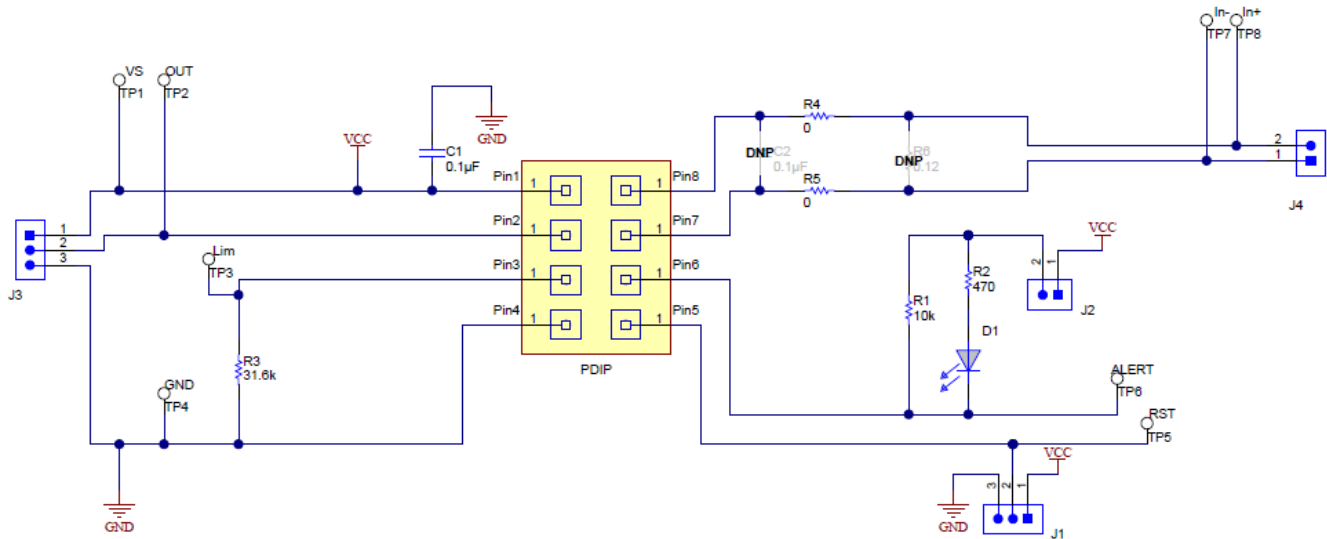 In- In+
TP7 TP8
VS OUT
TP1 TP2
GND
VCC
C1
0.1µF
R4
0
DNP C2
0.1µF
DNP R6
0.12
R5
0
2
1
J4
Pin1 1
1 Pin8
Pin2 1
1 Pin7
Pin3 1
1 Pin6
Pin4 1
1 Pin5
PDIP
1
2
3
J3
Lim
TP3
R3
31.6k
GND
TP4
GND
R1
10k
R2
470
D1
VCC
2 1
J2
ALERT
TP6
RST
TP5
VCC
3 2 1
GND
J1